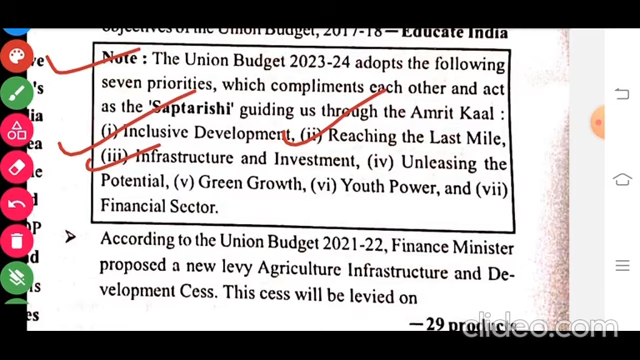 objectives of the Union Budget, 2017-18 – Educate India
Note : The Union Budget 2023-24 adopts the following
seven priorities, which compliments each other and act
as the 'Saptarishi' guiding us through the Amrit Kaal :
(i) Inclusive Development, (ii) Reaching the Last Mile,
(iii) Infrastructure and Investment, (iv) Unleasing the
Potential, (v) Green Growth, (vi) Youth Power, and (vii)
Financial Sector.
According to the Union Budget 2021-22, Finance Minister
proposed a new levy Agriculture Infrastructure and De-
velopment Cess. This cess will be levied on
– 29 products
clideo.com